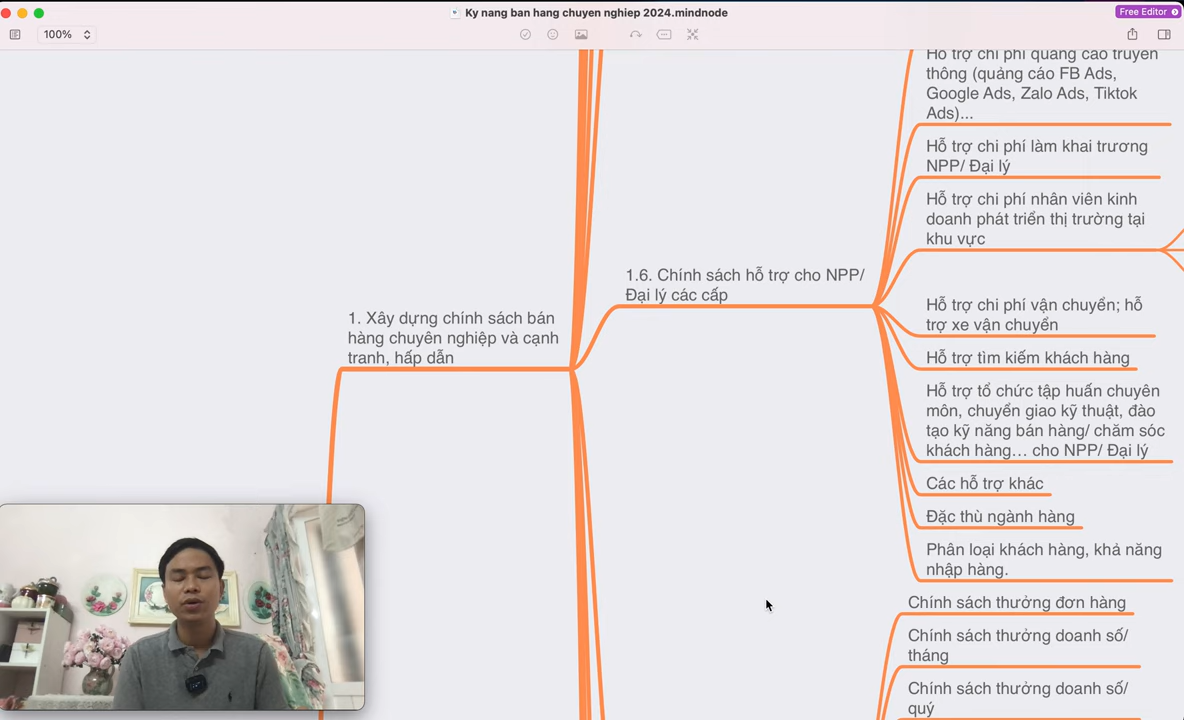 Ky nang ban hang chuyen nghiep 2024.mindnode
Free Editor
100%
Hỗ trợ chi phí quảng cáo truyền
thông (quảng cáo FB Ads,
Google Ads, Zalo Ads, Tiktok
Ads)...
Hỗ trợ chi phí làm khai trương
NPP/ Đại lý
Hỗ trợ chi phí nhân viên kinh
doanh phát triển thị trường tại
khu vực
1.6. Chính sách hỗ trợ cho NPP/
Đại lý các cấp
1. Xây dựng chính sách bán
hàng chuyên nghiệp và cạnh
tranh, hấp dẫn
Hỗ trợ chi phí vận chuyển; hỗ
trợ xe vận chuyển
Hỗ trợ tìm kiếm khách hàng
Hỗ trợ tổ chức tập huấn chuyên
môn, chuyển giao kỹ thuật, đào
tạo kỹ năng bán hàng/ chăm sóc
khách hàng... cho NPP/ Đại lý
Các hỗ trợ khác
Đặc thù ngành hàng
Phân loại khách hàng, khả năng
nhập hàng.
Chính sách thưởng đơn hàng
Chính sách thưởng doanh số/
tháng
Chính sách thưởng doanh số/
quý